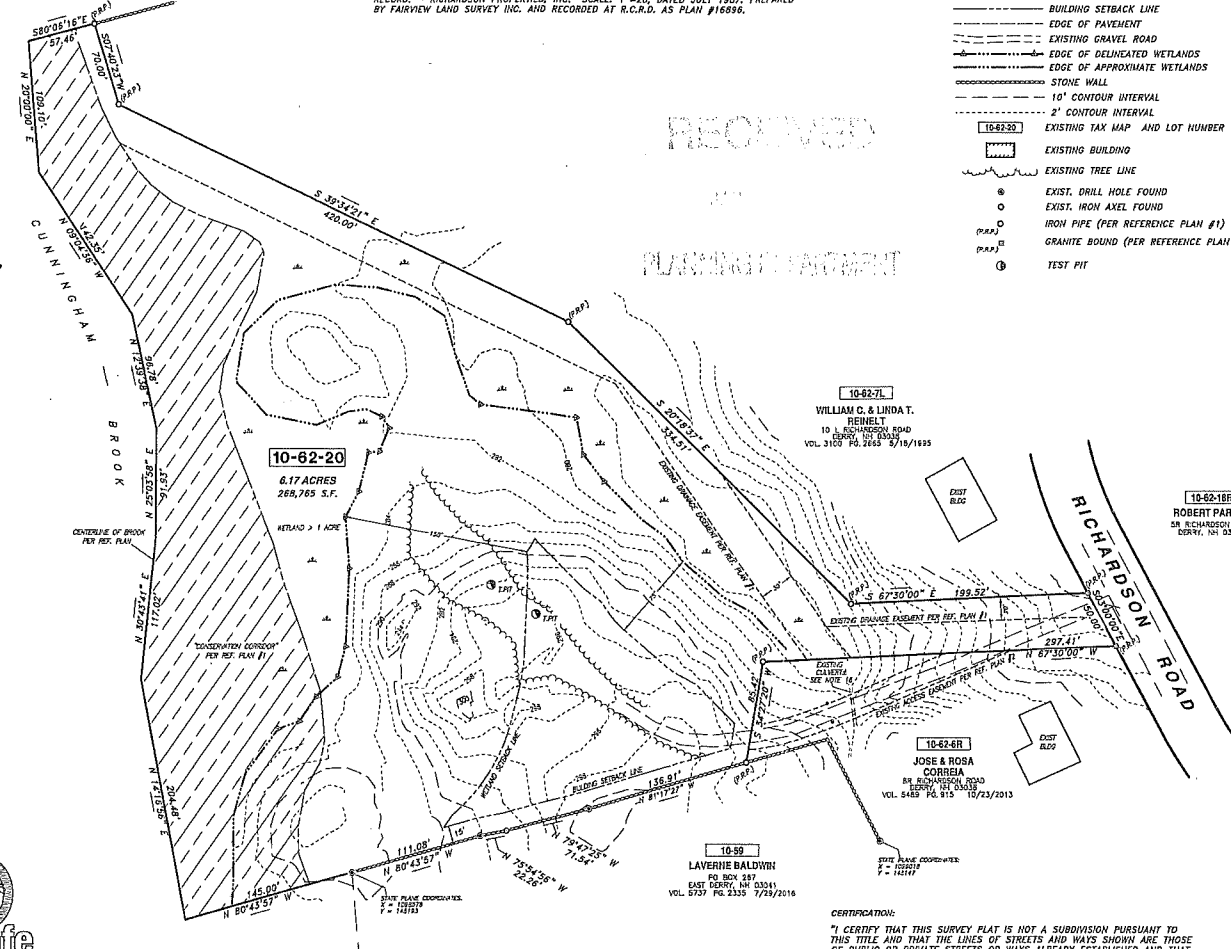 BY FAIRVIEW LAND SURVEY INC. AND RECORDED AT R.C.R.D. AS PLAN #16696.
BUILDING SETBACK LINE
EDGE OF PAVEMENT
EXISTING GRAVEL ROAD
EDGE OF DELINEATED WETLANDS
EDGE OF APPROXIMATE WETLANDS
STONE WALL
10' CONTOUR INTERVAL
2' CONTOUR INTERVAL
10-62-20 EXISTING TAX MAP AND LOT NUMBER
EXISTING BUILDING
EXISTING TREE LINE
EXIST. DRILL HOLE FOUND
EXIST. IRON AXEL FOUND
(P.R.P.) IRON PIPE (PER REFERENCE PLAN #1)
(P.R.P.) GRANITE BOUND (PER REFERENCE PLAN
TEST PIT
RECEIVED
S80°05'16"E
57.46'
(P.R.P.)
S07°40'23"W
70.00'
(P.R.P.)
N 20°00'00" E
109.10'
S 39°34'21" E
420.00'
(P.R.P.)
N 09°04'56" W
142.35'
CUNNINGHAM
BROOK
N 12°39'38" E
96.78'
N 25°03'58" E
91.93'
CENTERLINE OF BROOK
PER REF. PLAN
N 30°43'41" E
117.02'
N 14°16'56" E
204.48'
10-62-20
6.17 ACRES
268,765 S.F.
WETLAND > 1 ACRE
"CONSERVATION CORRIDOR"
PER REF. PLAN #1
T.PIT
T.PIT
S 20°18'37" E
334.51'
EXISTING DRAINAGE EASEMENT PER REF. PLAN #1
10-62-7L
WILLIAM C. & LINDA T.
REINELT
10 L RICHARDSON ROAD
DERRY, NH 03038
VOL. 3100 PG. 2665 5/18/1995
EXIST
BLDG
RICHARDSON ROAD
10-62-18R
ROBERT PAR
5R RICHARDSON
DERRY, NH 03
(P.R.P.)
S 67°30'00" E 199.52'
(P.R.P.)
S03°00'00"E
50.00'
(P.R.P.)
EXISTING DRAINAGE EASEMENT PER REF. PLAN #1
297.41'
N 67°30'00" W
EXISTING ACCESS EASEMENT PER REF. PLAN #1
EXISTING
CULVERT
SEE NOTE 16
(P.R.P.)
85.42'
S 34°27'20" W
(P.R.P.)
WETLAND SETBACK LINE
BUILDING SETBACK LINE
15'
136.91'
N 81°17'27" W
N 79°47'25" W
71.54'
N 75°54'56" W
22.26'
111.08'
N 80°43'57" W
145.00'
N 80°43'57" W
STATE PLANE COORDINATES:
10-62-6R
JOSE & ROSA
CORREIA
8R RICHARDSON ROAD
DERRY, NH 03038
VOL. 5489 PG. 915 10/23/2013
EXIST
BLDG
10-59
LAVERNE BALDWIN
PO BOX 267
EAST DERRY, NH 03041
VOL. 5737 PG. 2335 7/29/2016
STATE PLANE COORDINATES:
CERTIFICATION:
"I CERTIFY THAT THIS SURVEY PLAT IS NOT A SUBDIVISION PURSUANT TO
THIS TITLE AND THAT THE LINES OF STREETS AND WAYS SHOWN ARE THOSE